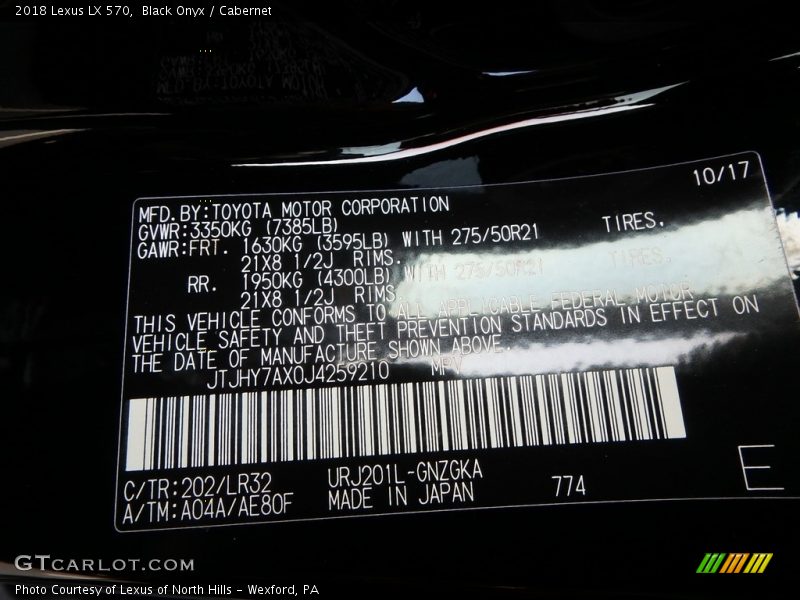 2018 Lexus LX 570, Black Onyx / Cabernet
10/17
MFD.BY:TOYOTA MOTOR CORPORATION
GVWR:3350KG (7385LB)
GAWR:FRT. 1630KG (3595LB) WITH 275/50R21 TIRES.
21X8 1/2J RIMS.
RR. 1950KG (4300LB) WITH 275/50R21 TIRES.
21X8 1/2J RIMS
THIS VEHICLE CONFORMS TO ALL APPLICABLE FEDERAL MOTOR
VEHICLE SAFETY AND THEFT PREVENTION STANDARDS IN EFFECT ON
THE DATE OF MANUFACTURE SHOWN ABOVE.
JTJHY7AX0J4259210 MPV
C/TR:202/LR32 URJ201L-GNZGKA
A/TM:A04A/AE80F MADE IN JAPAN 774
E
GTCARLOT.COM
Photo Courtesy of Lexus of North Hills - Wexford, PA